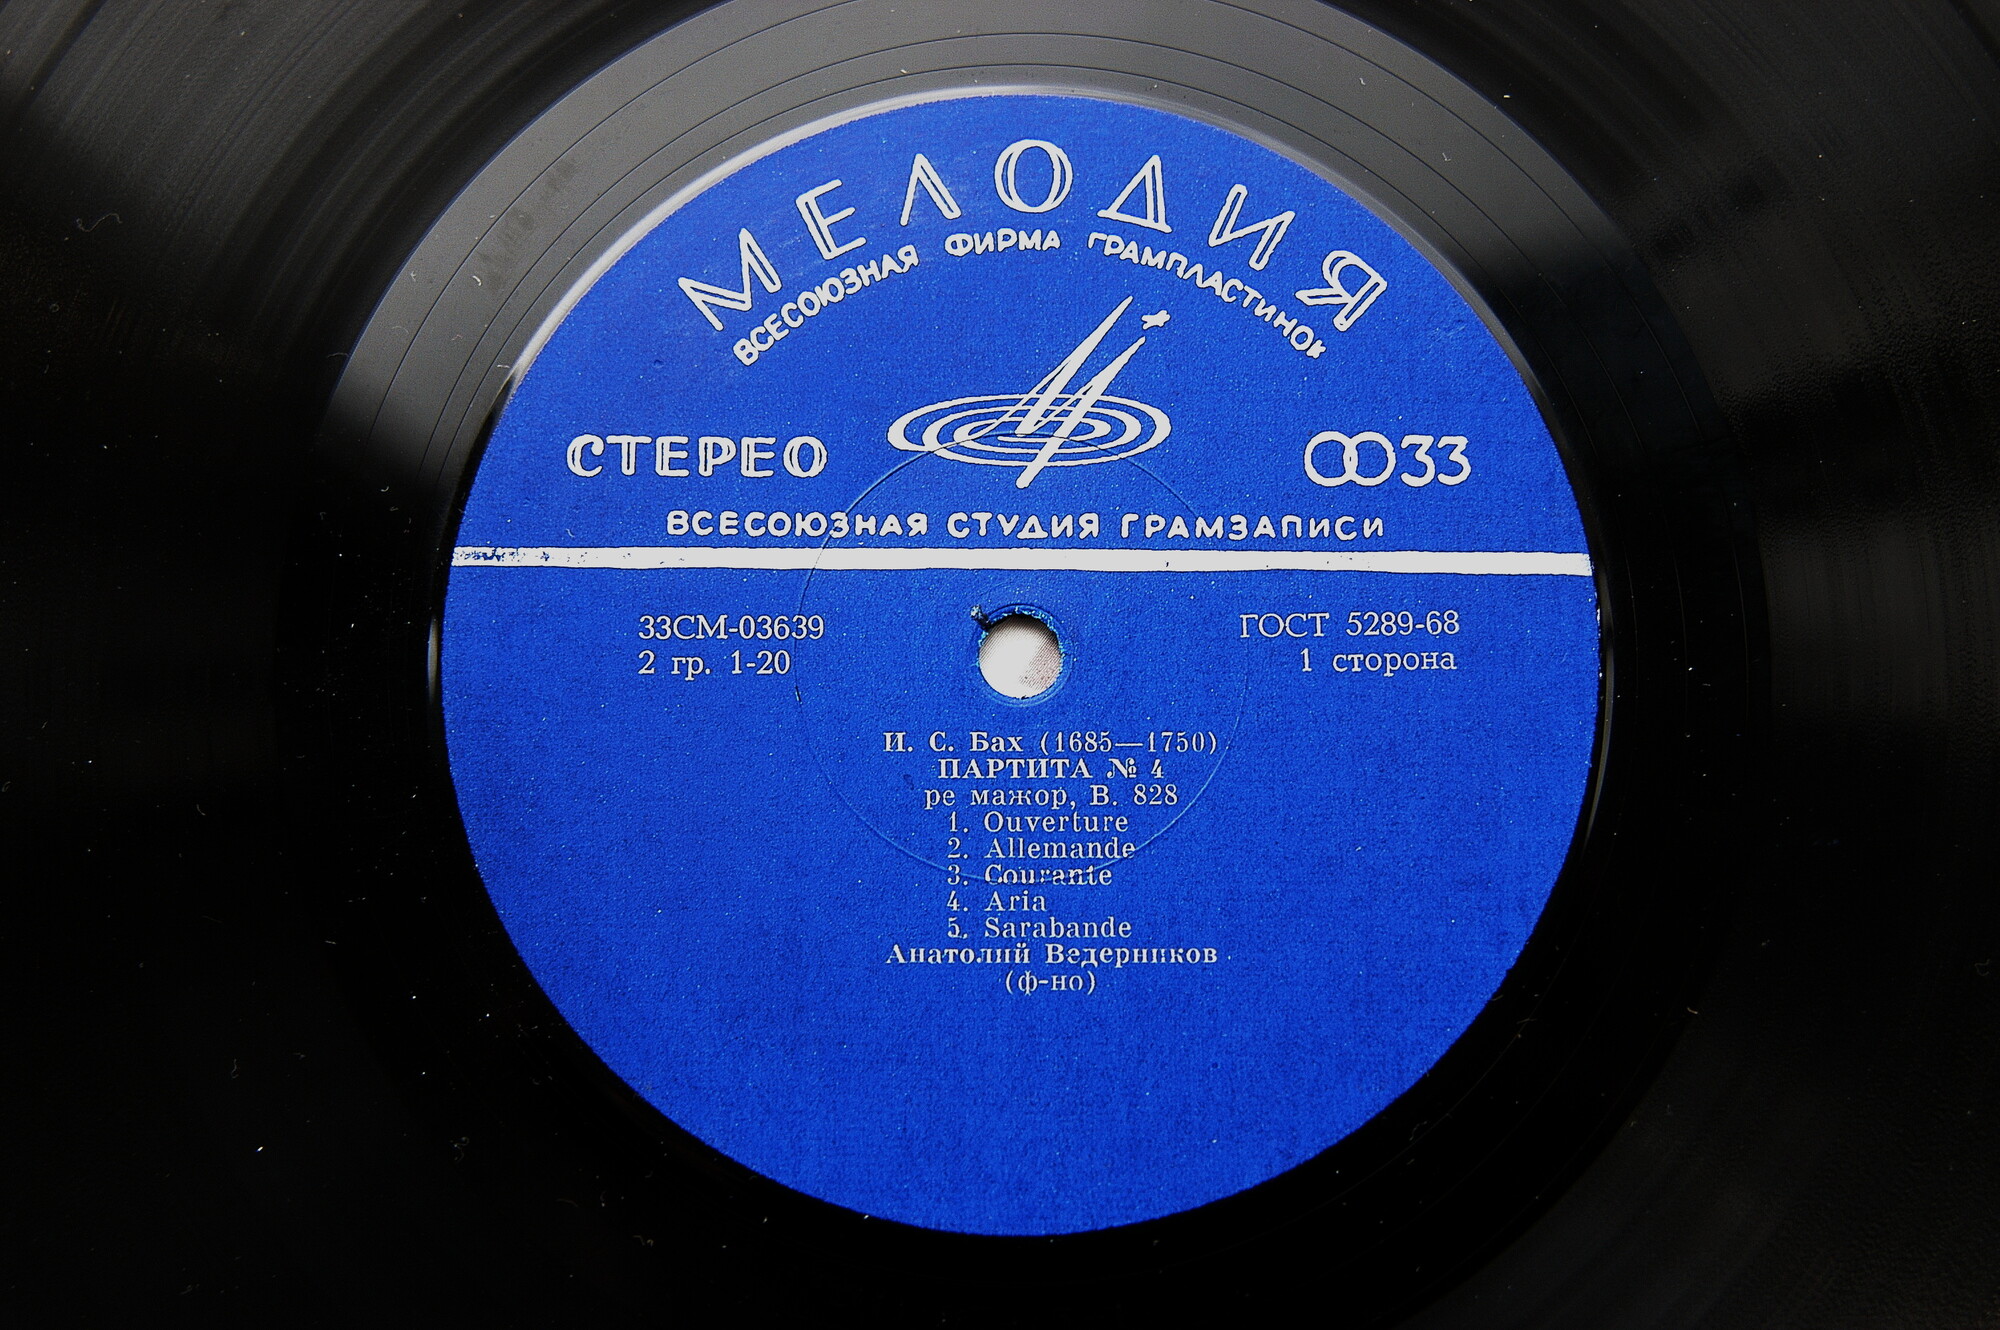 МЕЛОДИЯ
ВСЕСОЮЗНАЯ ФИРМА ГРАМПЛАСТИНОК
СТЕРЕО
33
ВСЕСОЮЗНАЯ СТУДИЯ ГРАМЗАПИСИ
33СМ-03639
ГОСТ 5289-68
2 гр. 1-20
1 сторона
И. С. Бах (1685—1750)
ПАРТИТА № 4
ре мажор, В. 828
1. Ouverture
2. Allemande
3. Courante
4. Aria
5. Sarabande
Анатолий Ведерников
(ф-но)